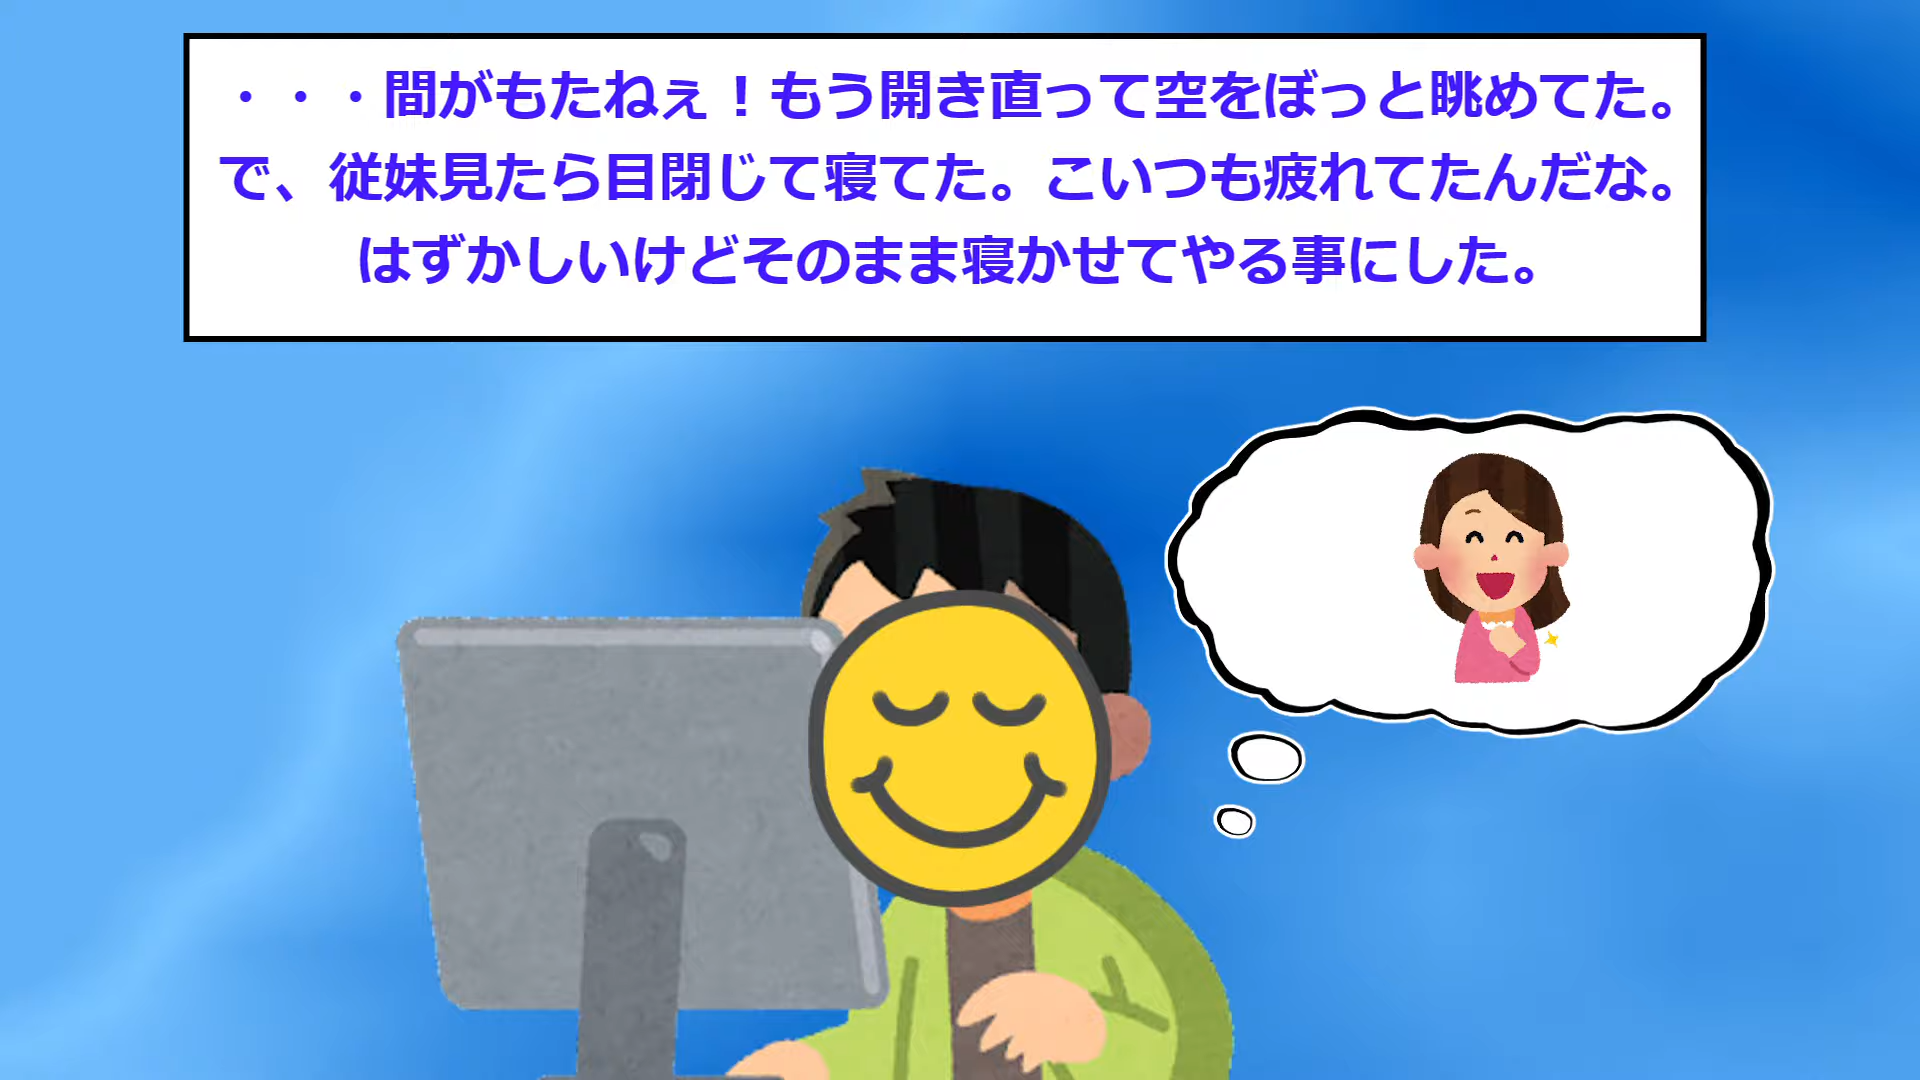 ・・・間がもたねぇ！もう開き直って空をぼっと眺めてた。
で、従妹見たら目閉じて寝てた。こいつも疲れてたんだな。
はずかしいけどそのまま寝かせてやる事にした。